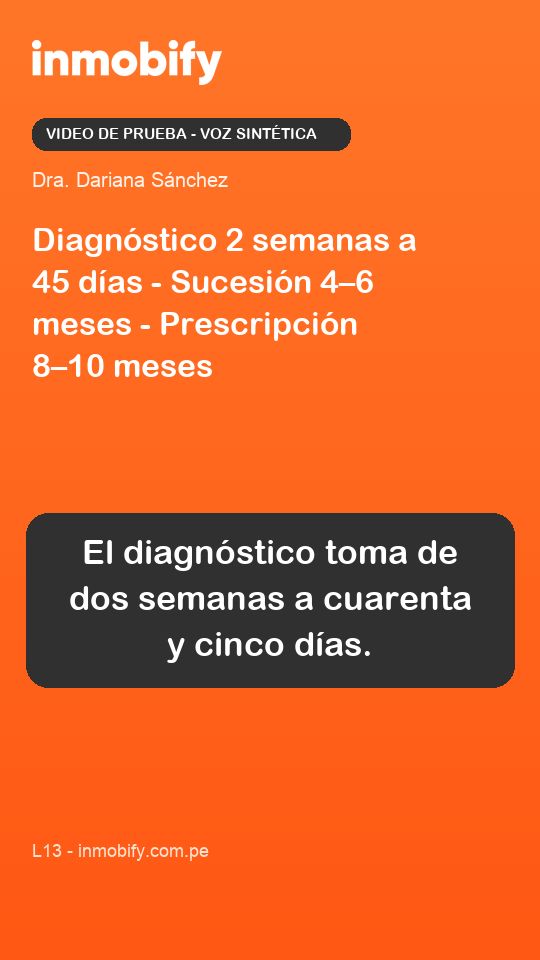 inmobify
VIDEO DE PRUEBA - VOZ SINTÉTICA
Dra. Dariana Sánchez
Diagnóstico 2 semanas a
45 días - Sucesión 4–6
meses - Prescripción
8–10 meses
El diagnóstico toma de
dos semanas a cuarenta
y cinco días.
L13 - inmobify.com.pe